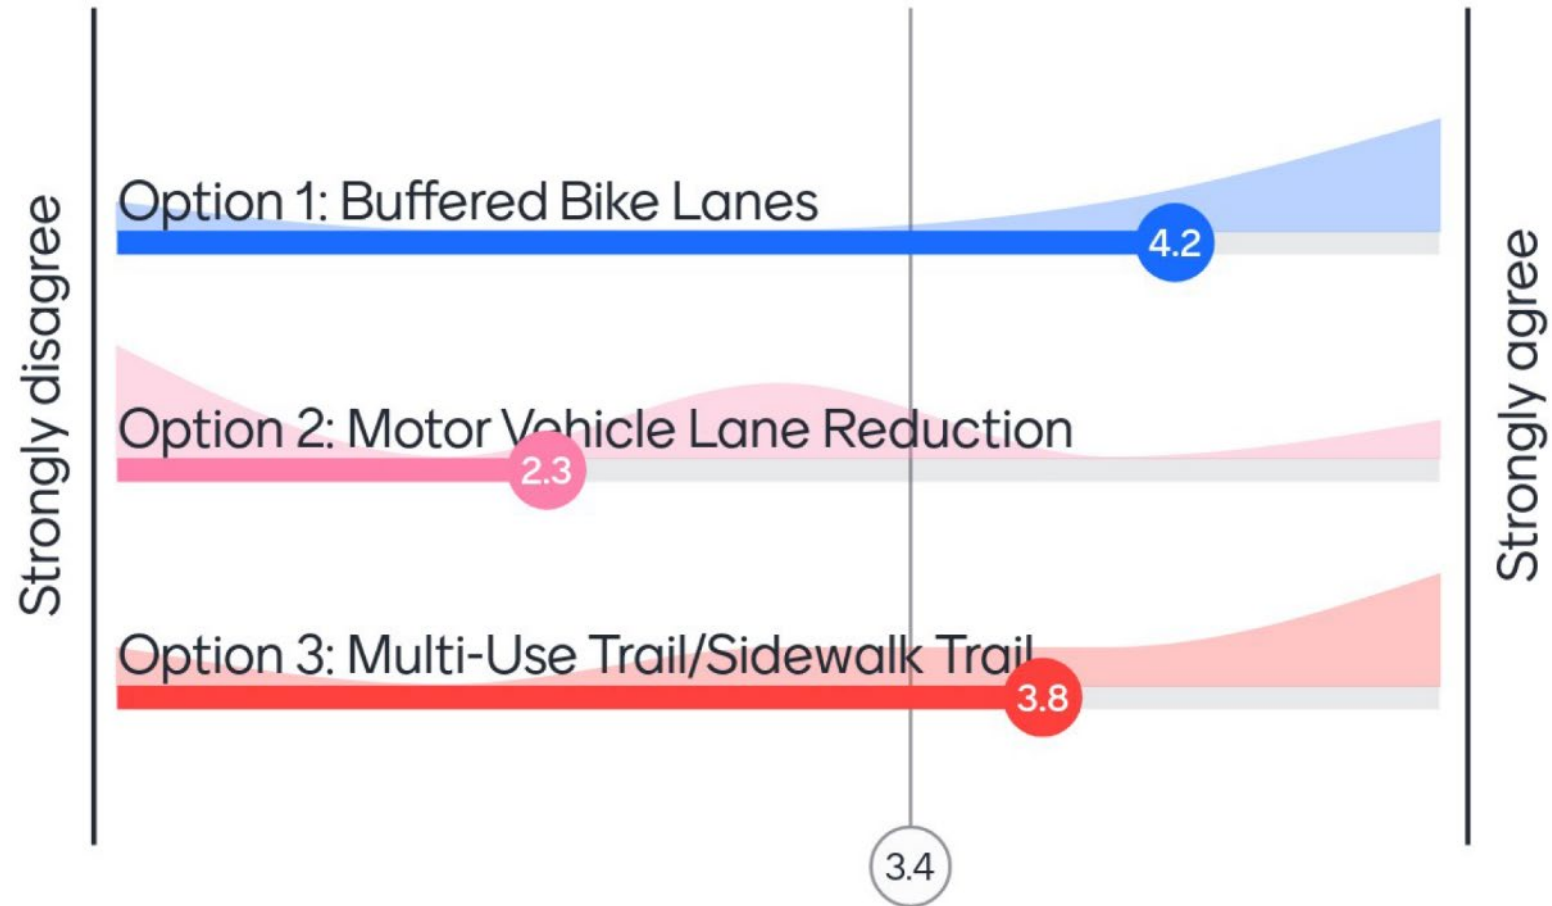 Strongly disagree
Option 1: Buffered Bike Lanes
4.2
Option 2: Motor Vehicle Lane Reduction
2.3
Option 3: Multi-Use Trail/Sidewalk Trail
3.8
3.4
Strongly agree